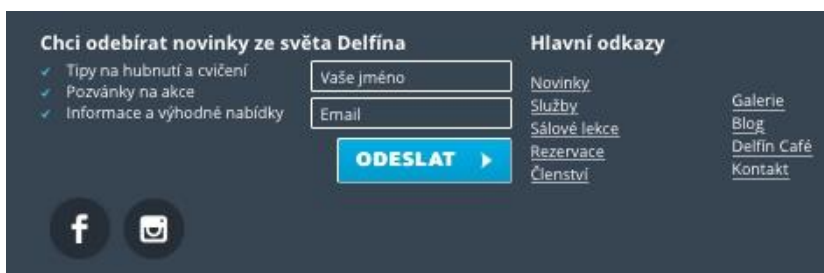 Chci odebírat novinky ze světa Delfína
Tipy na hubnutí a cvičení
Pozvánky na akce
Informace a výhodné nabídky
Vaše jméno
Email
ODESLAT
Hlavní odkazy
Novinky
Služby
Sálové lekce
Rezervace
Členství
Galerie
Blog
Delfín Café
Kontakt